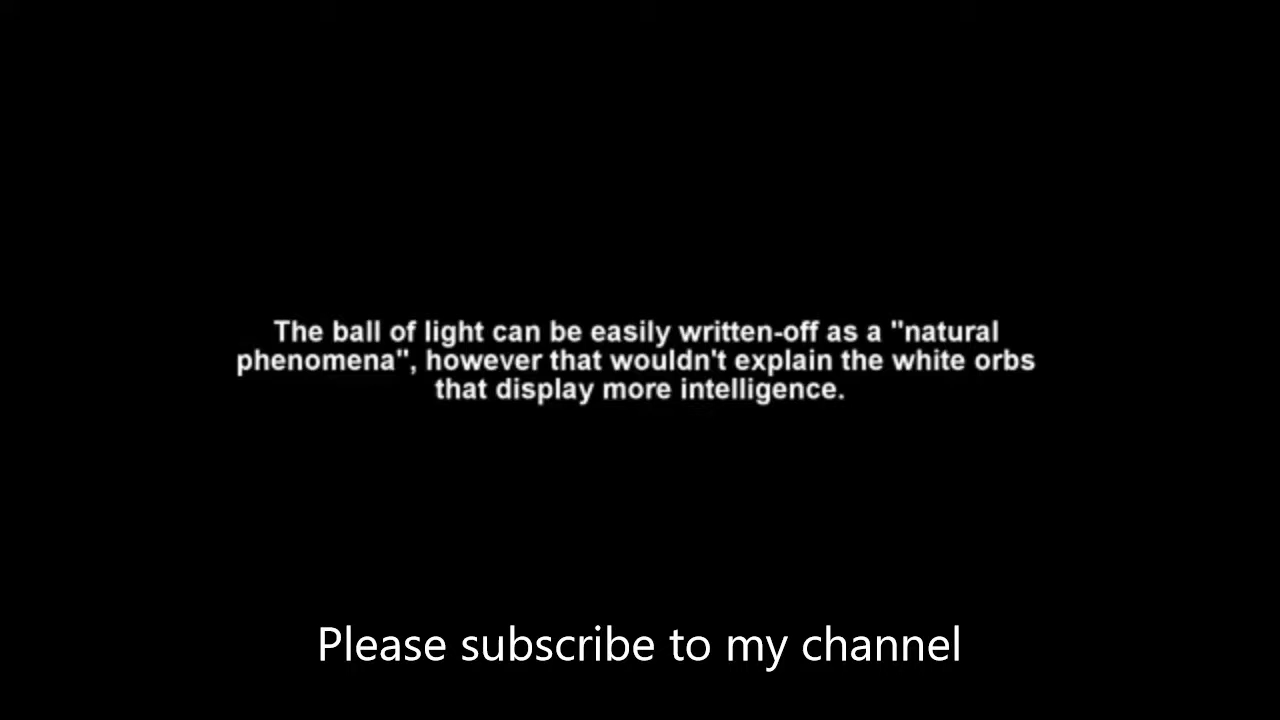 The ball of light can be easily written-off as a "natural
phenomena", however that wouldn't explain the white orbs
that display more intelligence.
Please subscribe to my channel